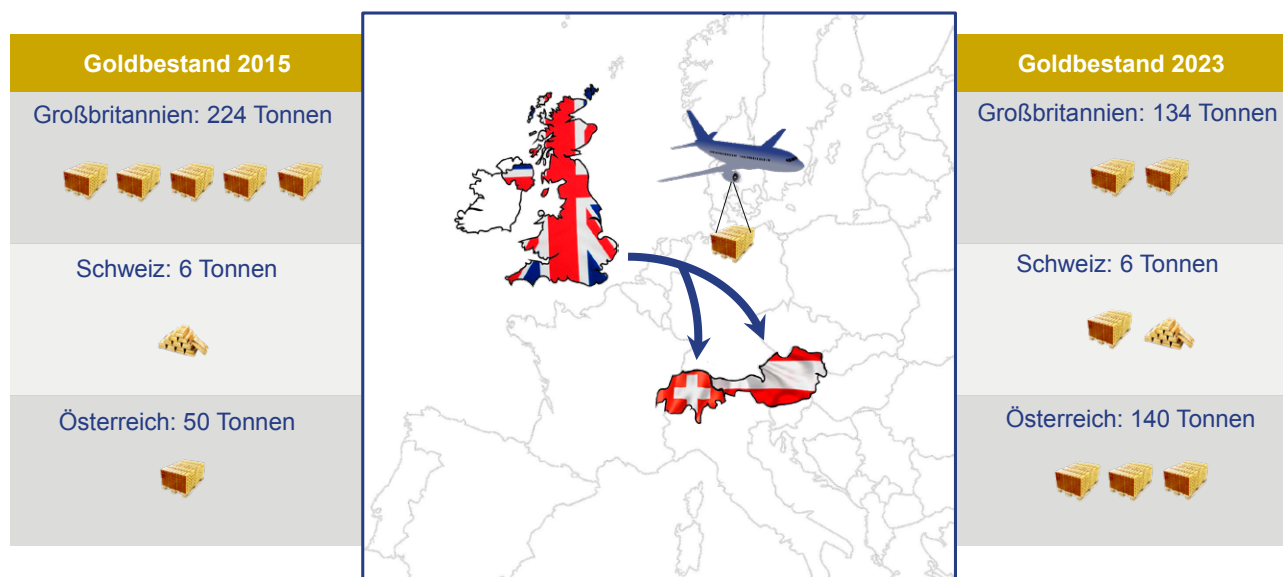 Goldbestand 2015
Großbritannien: 224 Tonnen
Schweiz: 6 Tonnen
Österreich: 50 Tonnen
Goldbestand 2023
Großbritannien: 134 Tonnen
Schweiz: 6 Tonnen
Österreich: 140 Tonnen